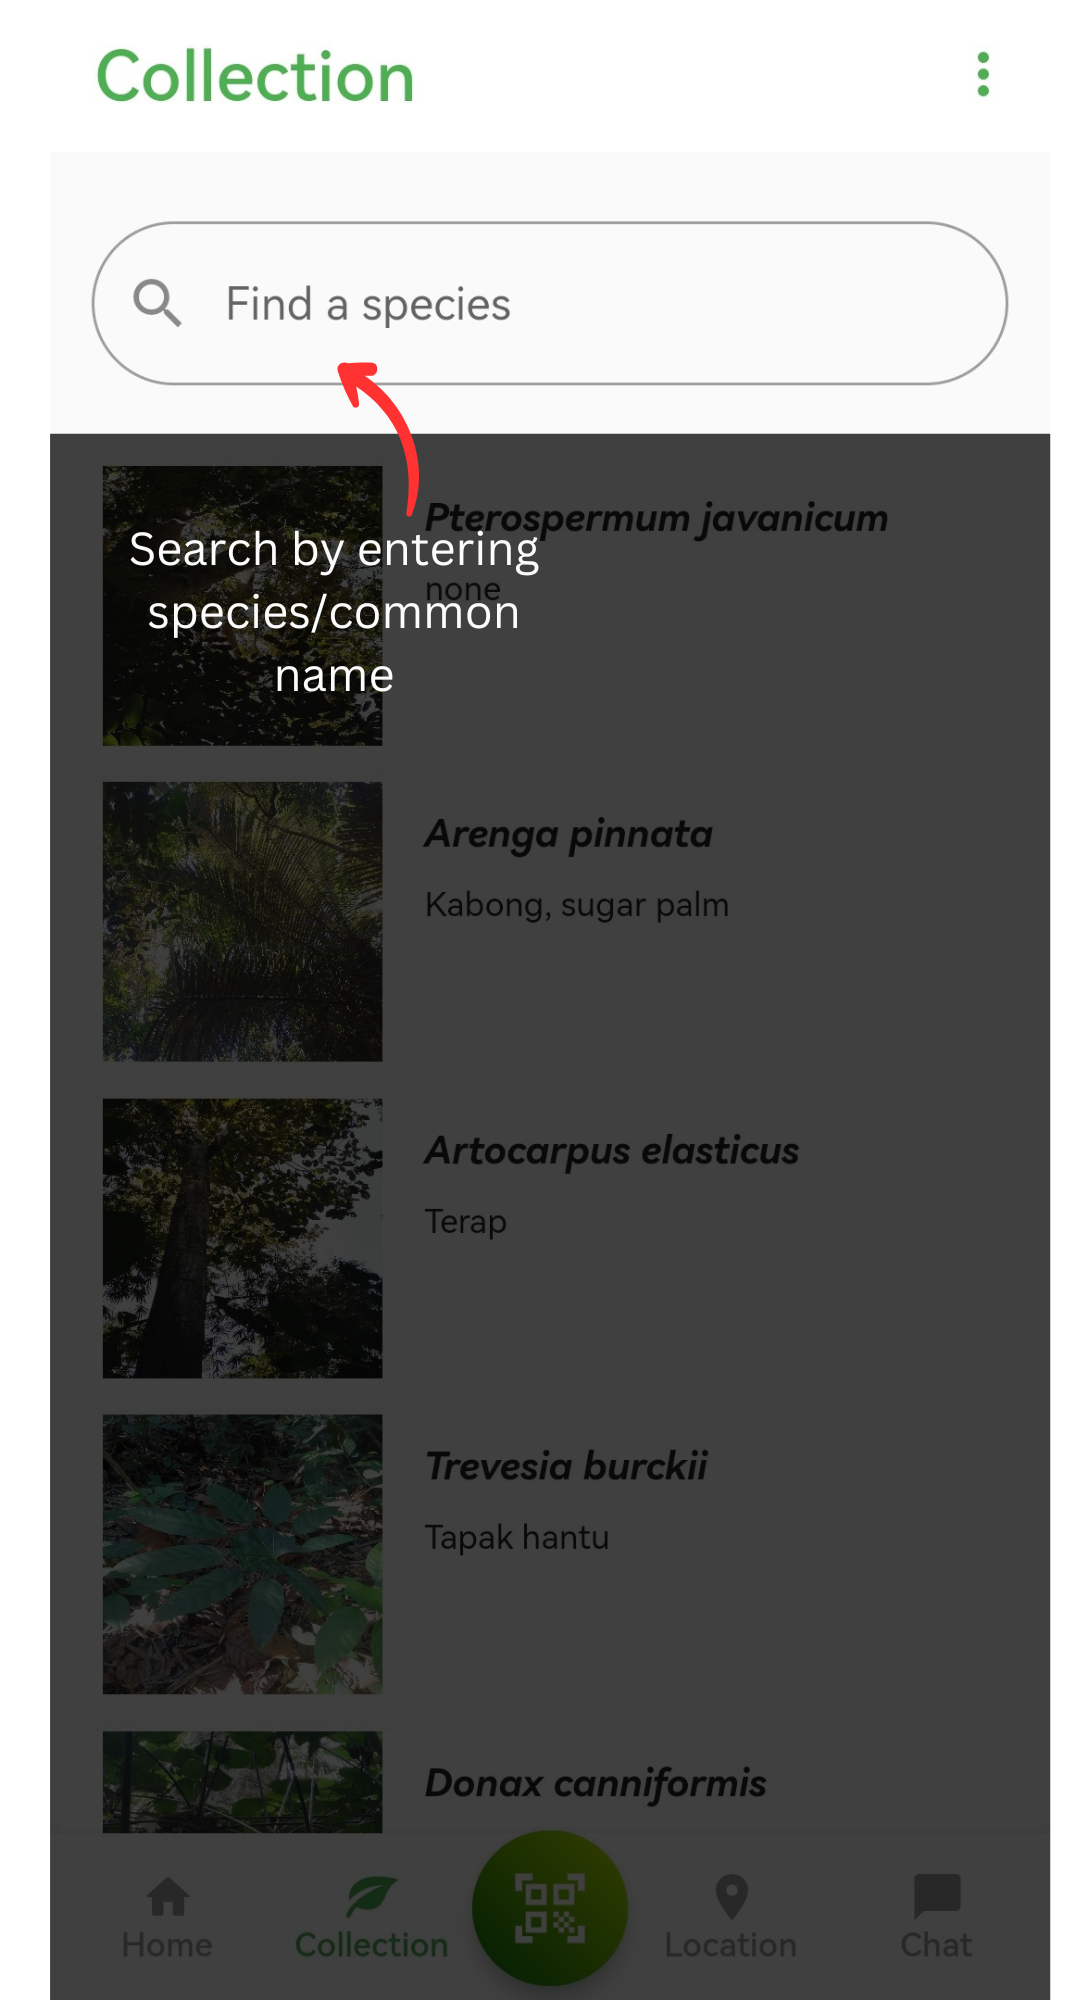 Collection
Find a species
Search by entering
species/common
name
Pterospermum javanicum
none
Arenga pinnata
Kabong, sugar palm
Artocarpus elasticus
Terap
Trevesia burckii
Tapak hantu
Donax canniformis
Home
Collection
Location
Chat